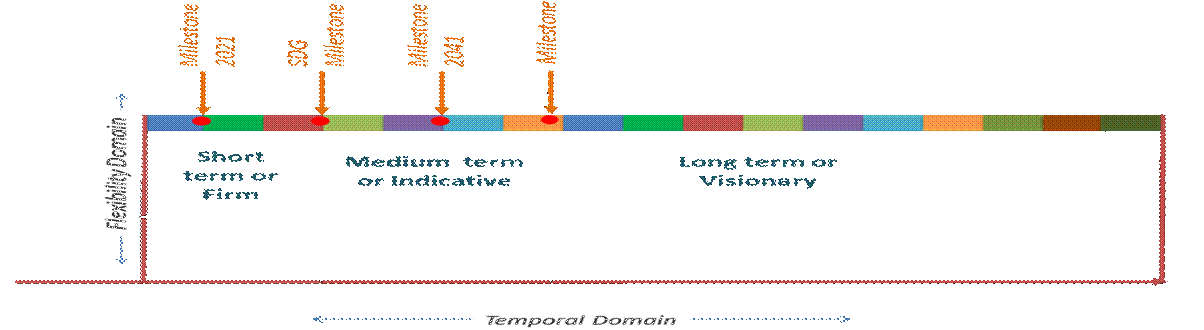 Milestone
2021
SDG
Milestone
Milestone
2041
Milestone
Flexibility Domain
Short
term or
Firm
Medium term
or Indicative
Long term or
Visionary
Temporal Domain